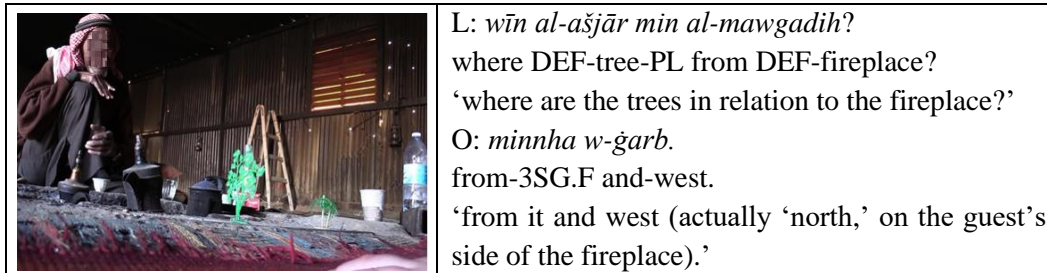 L: wīn al-ašjār min al-mawgadih?
where DEF-tree-PL from DEF-fireplace?
‘where are the trees in relation to the fireplace?’
O: minnha w-ġarb.
from-3SG.F and-west.
‘from it and west (actually ‘north,’ on the guest’s
side of the fireplace).’